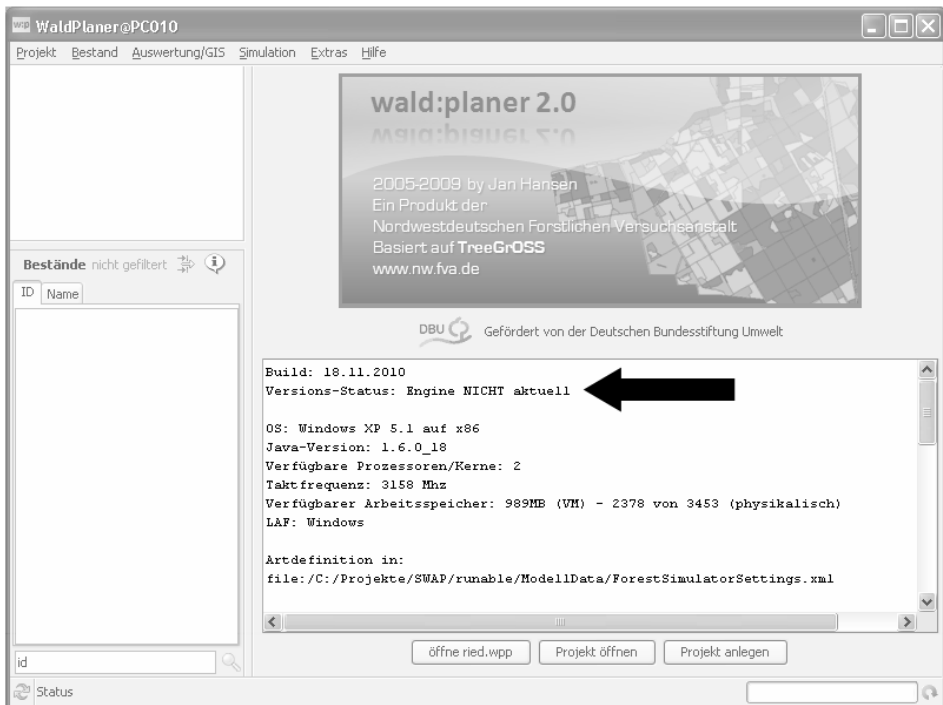 w:p WaldPlaner@PC010
Projekt Bestand Auswertung/GIS Simulation Extras Hilfe
wald:planer 2.0
2005-2009 by Jan Hansen
Ein Produkt der
Nordwestdeutschen Forstlichen Versuchsanstalt
Basiert auf TreeGrOSS
www.nw.fva.de
Bestände nicht gefiltert
ID Name
DBU Gefördert von der Deutschen Bundesstiftung Umwelt
Build: 18.11.2010
Versions-Status: Engine NICHT aktuell
OS: Windows XP 5.1 auf x86
Java-Version: 1.6.0_18
Verfügbare Prozessoren/Kerne: 2
Taktfrequenz: 3158 Mhz
Verfügbarer Arbeitsspeicher: 989MB (VM) - 2378 von 3453 (physikalisch)
LAF: Windows
Artdefinition in:
file:/C:/Projekte/SWAP/runable/ModellData/ForestSimulatorSettings.xml
öffne ried.wpp Projekt öffnen Projekt anlegen
id
Status